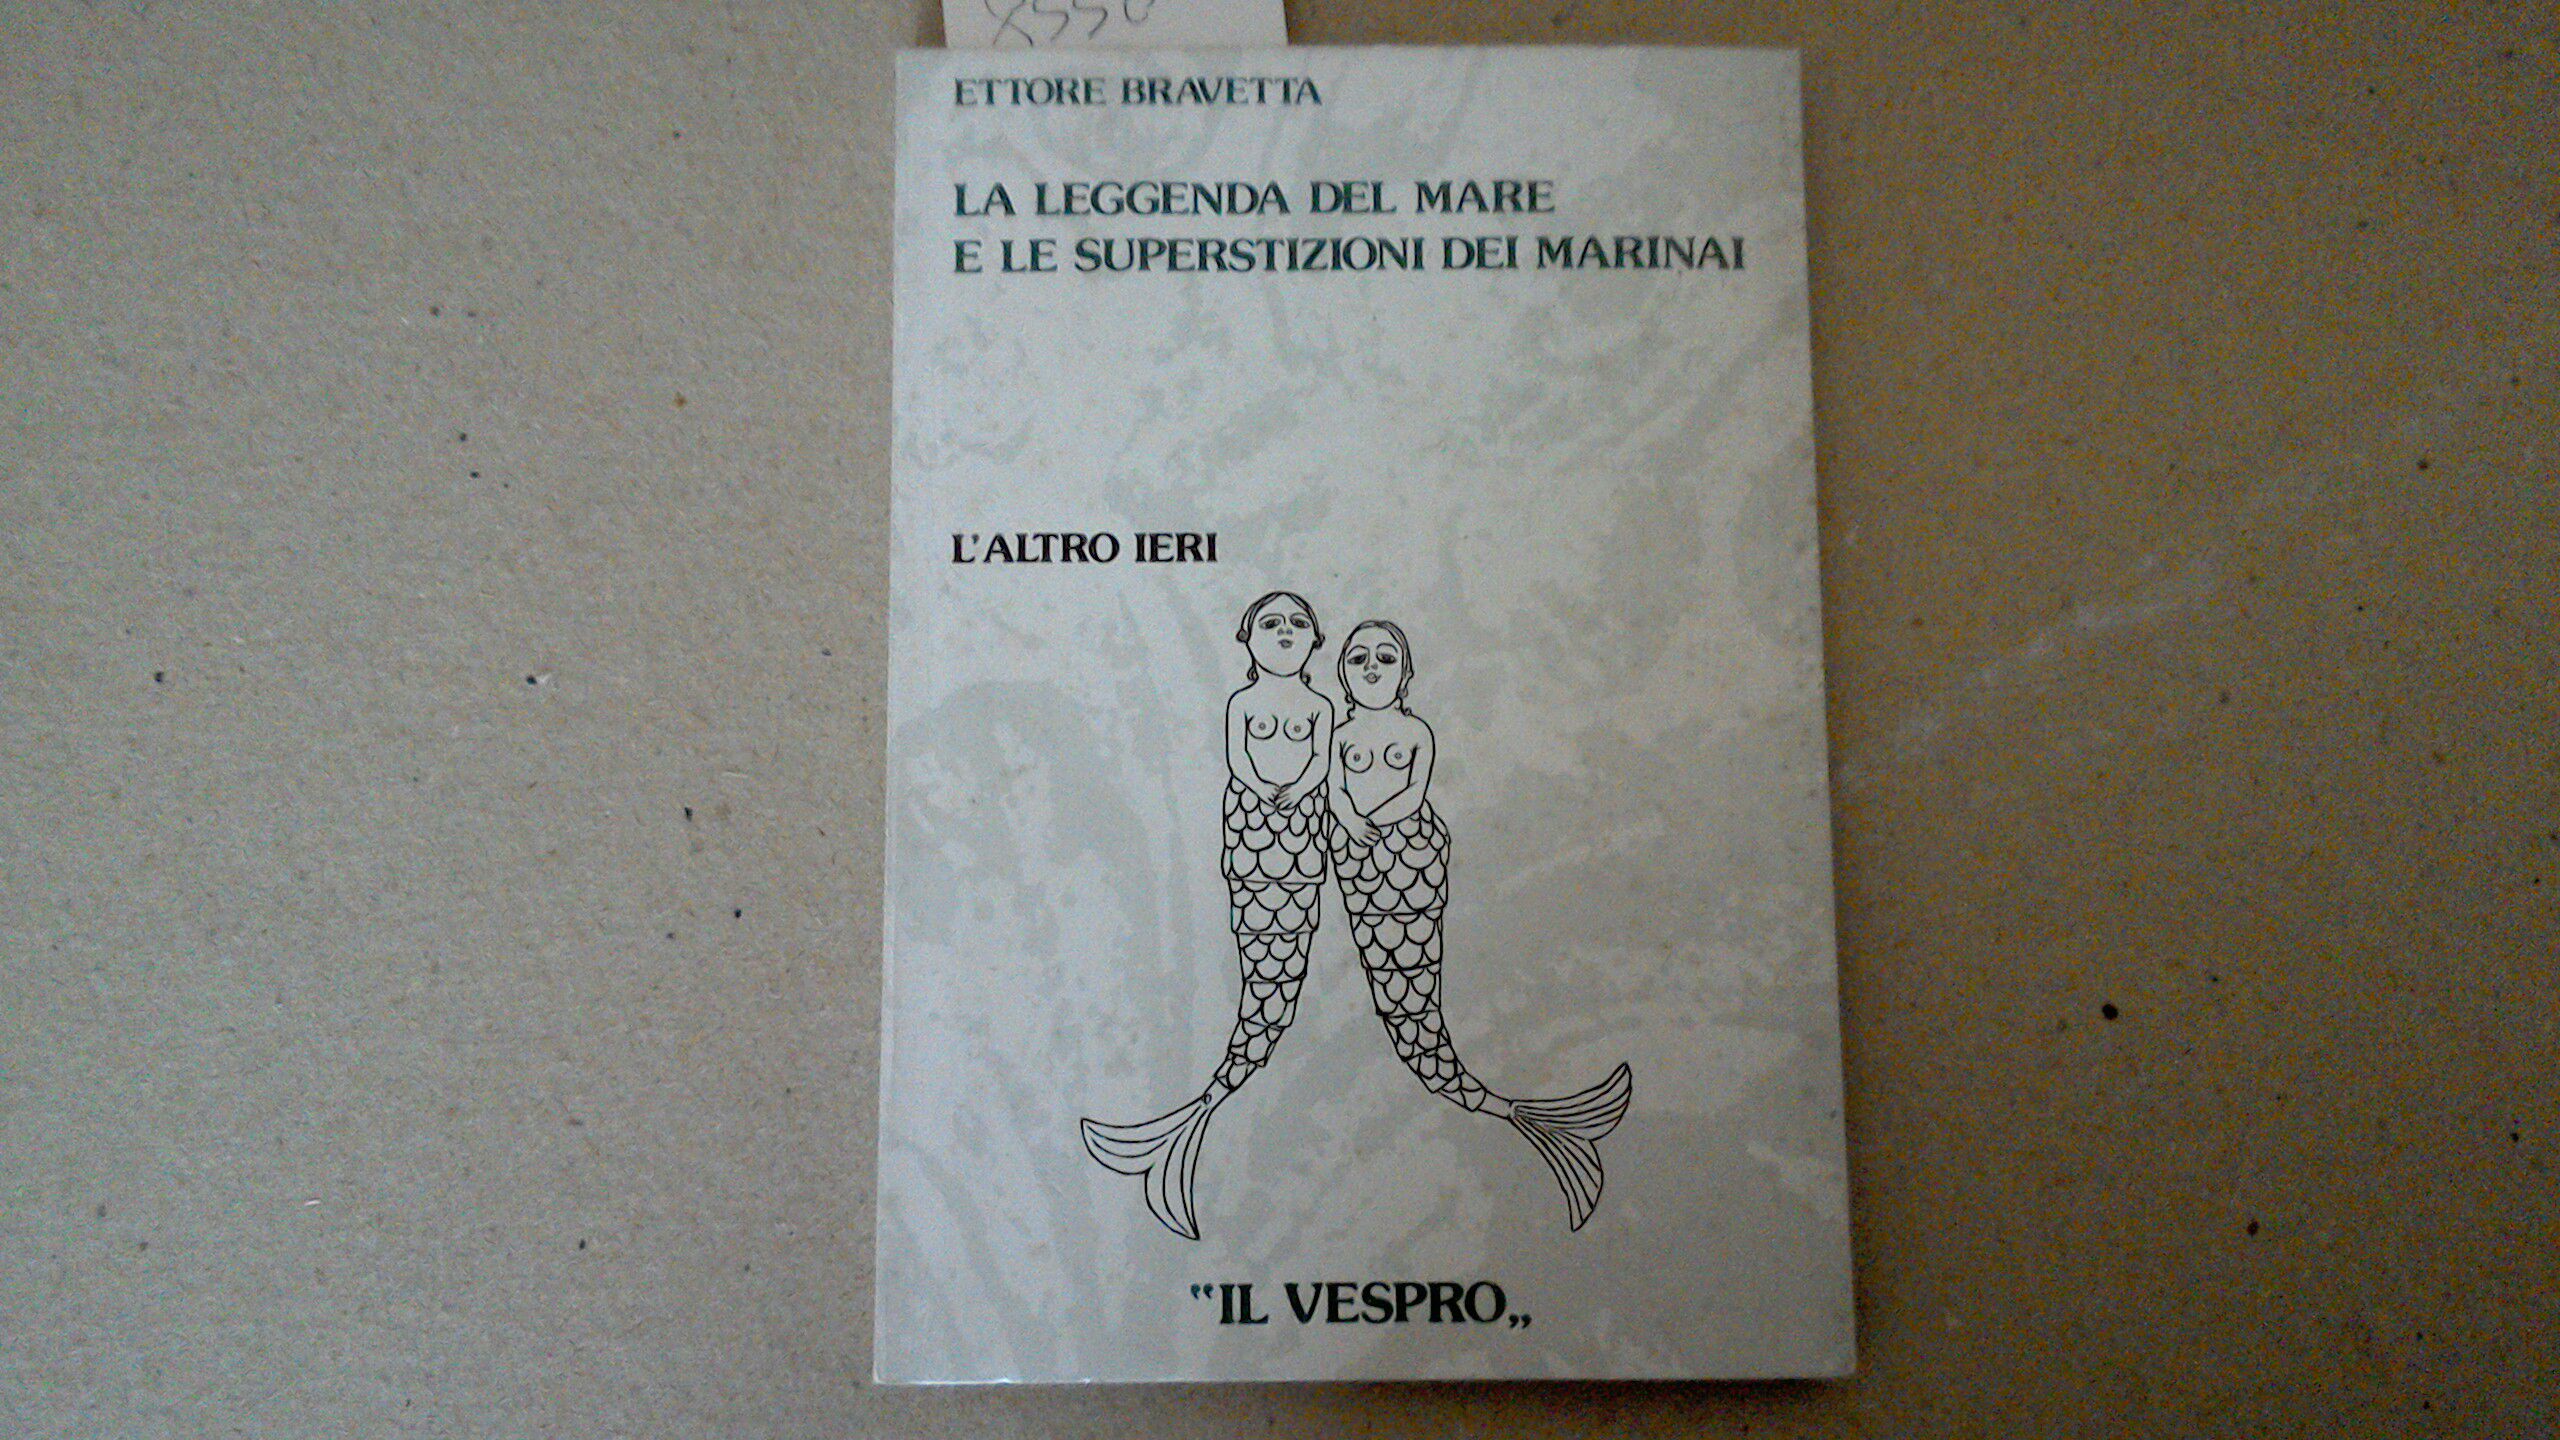 ETTORE BRAVETTA
LA LEGGENDA DEL MARE
E LE SUPERSTIZIONI DEI MARINAI
L'ALTRO IERI
"IL VESPRO„